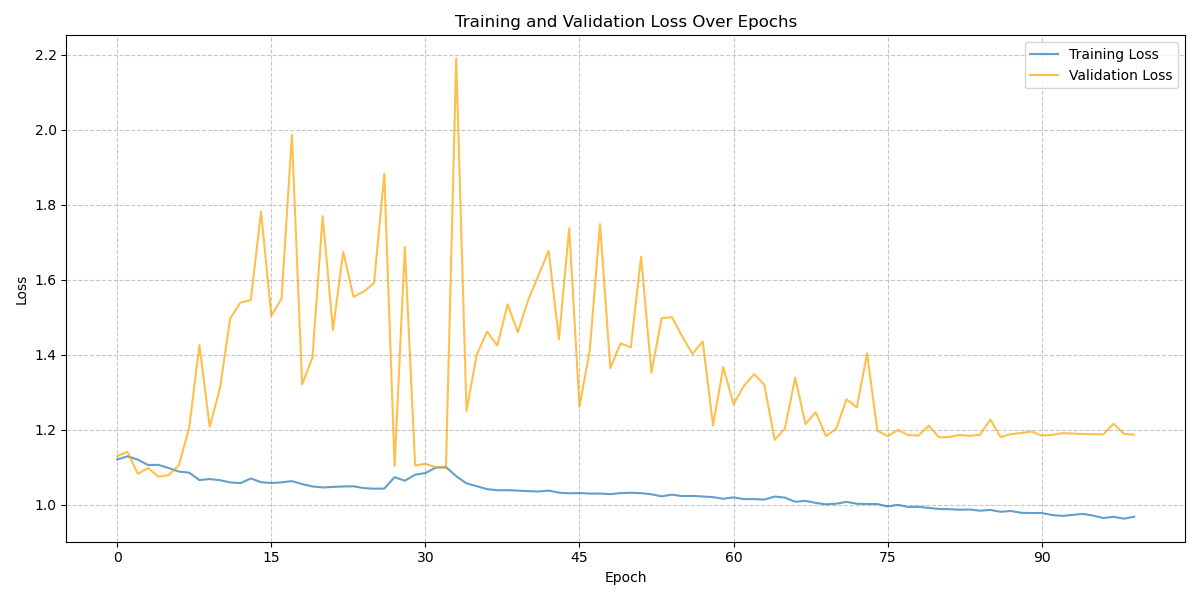 Training and Validation Loss Over Epochs
Training Loss
Validation Loss
2.2
2.0
1.8
1.6
1.4
1.2
1.0
Loss
0 15 30 45 60 75 90
Epoch